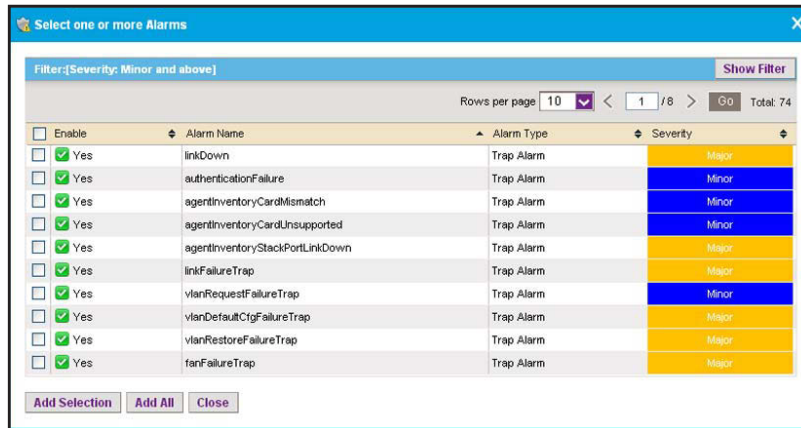 Select one or more Alarms
Filter:[Severity: Minor and above] Show Filter
Rows per page 10 1 /8 Go Total: 74
Enable Alarm Name Alarm Type Severity
Yes linkDown Trap Alarm Major
Yes authenticationFailure Trap Alarm Minor
Yes agentInventoryCardMismatch Trap Alarm Minor
Yes agentInventoryCardUnsupported Trap Alarm Minor
Yes agentInventoryStackPortLinkDown Trap Alarm Major
Yes linkFailureTrap Trap Alarm Major
Yes vlanRequestFailureTrap Trap Alarm Minor
Yes vlanDefaultCfgFailureTrap Trap Alarm Major
Yes vlanRestoreFailureTrap Trap Alarm Major
Yes fanFailureTrap Trap Alarm Major
Add Selection Add All Close